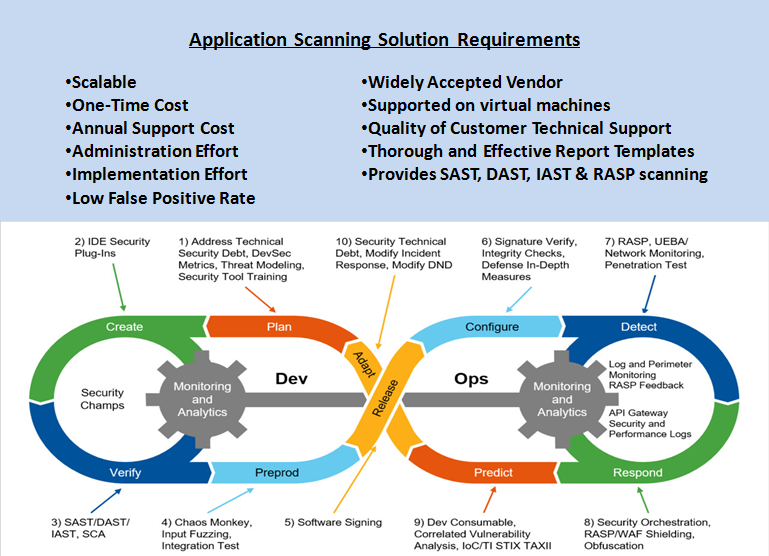 Application Scanning Solution Requirements
•Scalable
•One-Time Cost
•Annual Support Cost
•Administration Effort
•Implementation Effort
•Low False Positive Rate
•Widely Accepted Vendor
•Supported on virtual machines
•Quality of Customer Technical Support
•Thorough and Effective Report Templates
•Provides SAST, DAST, IAST & RASP scanning
2) IDE Security
Plug-Ins
1) Address Technical
Security Debt, DevSec
Metrics, Threat Modeling,
Security Tool Training
10) Security Technical
Debt, Modify Incident
Response, Modify DND
6) Signature Verify,
Integrity Checks,
Defense In-Depth
Measures
7) RASP, UEBA/
Network Monitoring,
Penetration Test
Create
Plan
Adapt
Configure
Detect
Security
Champs
Monitoring
and
Analytics
Dev
Release
Ops
Monitoring
and
Analytics
Log and Perimeter
Monitoring
RASP Feedback
API Gateway
Security and
Performance Logs
Verify
Preprod
Predict
Respond
3) SAST/DAST/
IAST, SCA
4) Chaos Monkey,
Input Fuzzing,
Integration Test
5) Software Signing
9) Dev Consumable,
Correlated Vulnerability
Analysis, IoC/TI STIX TAXII
8) Security Orchestration,
RASP/WAF Shielding,
Obfuscation